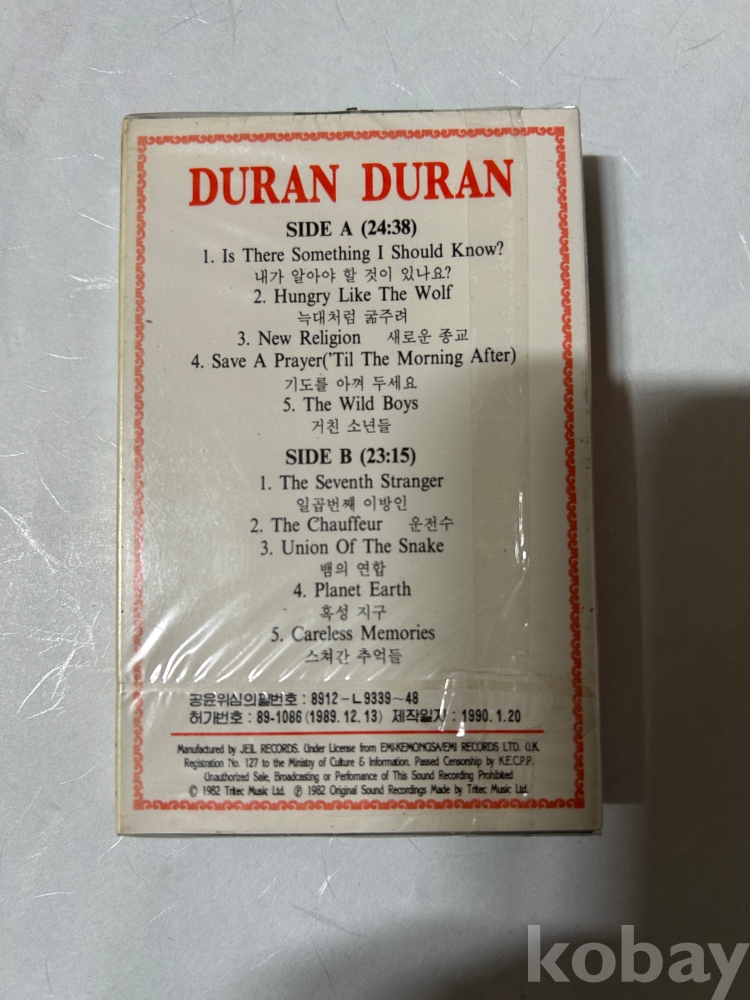 DURAN DURAN
SIDE A (24:38)
1. Is There Something I Should Know?
내가 알아야 할 것이 있나요?
2. Hungry Like The Wolf
늑대처럼 굶주려
3. New Religion 새로운 종교
4. Save A Prayer('Til The Morning After)
기도를 아껴 두세요
5. The Wild Boys
거친 소년들
SIDE B (23:15)
1. The Seventh Stranger
일곱번째 이방인
2. The Chauffeur 운전수
3. Union Of The Snake
뱀의 연합
4. Planet Earth
혹성 지구
5. Careless Memories
스쳐간 추억들
공윤위심의필번호 : 8912-ㄴ9339~48
허가번호 : 89-1086 (1989.12.13) 제작일자 : 1990.1.20
Manufactured by JEIL RECORDS. Under License from EMI-KEMONGSA/EMI RECORDS LTD. U.K.
Registration No. 127 to the Ministry of Culture & Information. Passed Censorship by K.E.C.P.P.
Unauthorized Sale, Broadcasting or Perfomance of This Sound Recording Prohibited
© 1982 Tritec Music Ltd. ℗ 1982 Original Sound Recordings Made by Tritec Music Ltd.
kobay